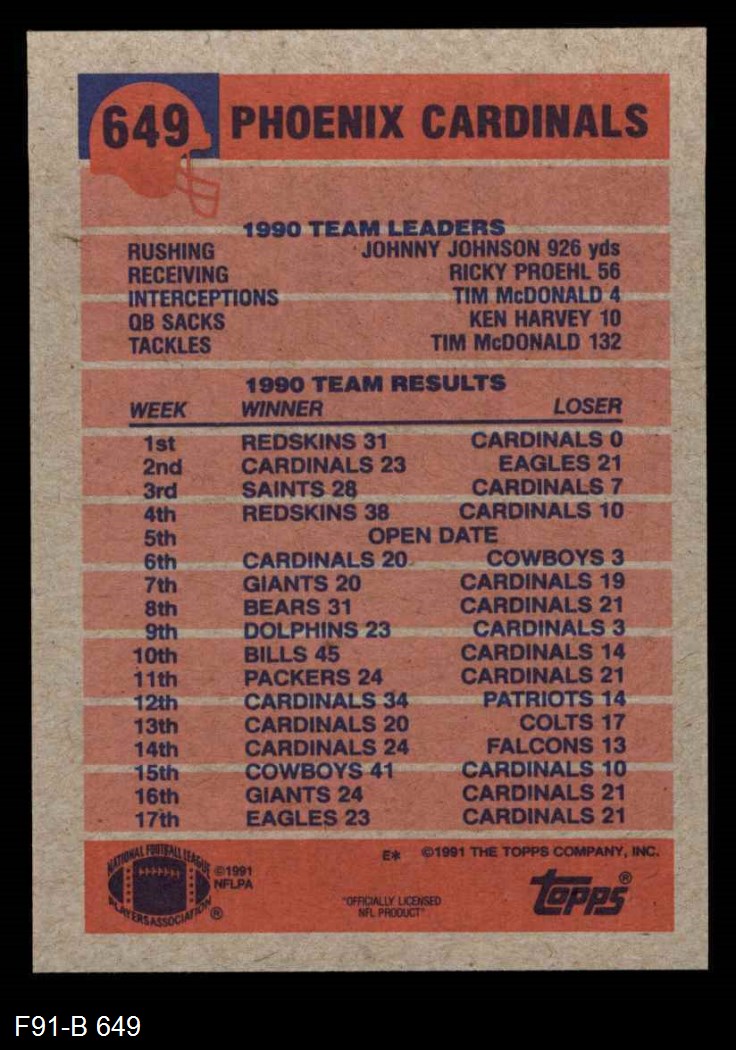 649 PHOENIX CARDINALS
1990 TEAM LEADERS
RUSHING JOHNNY JOHNSON 926 yds
RECEIVING RICKY PROEHL 56
INTERCEPTIONS TIM McDONALD 4
QB SACKS KEN HARVEY 10
TACKLES TIM McDONALD 132
1990 TEAM RESULTS
WEEK WINNER LOSER
1st REDSKINS 31 CARDINALS 0
2nd CARDINALS 23 EAGLES 21
3rd SAINTS 28 CARDINALS 7
4th REDSKINS 38 CARDINALS 10
5th OPEN DATE
6th CARDINALS 20 COWBOYS 3
7th GIANTS 20 CARDINALS 19
8th BEARS 31 CARDINALS 21
9th DOLPHINS 23 CARDINALS 3
10th BILLS 45 CARDINALS 14
11th PACKERS 24 CARDINALS 21
12th CARDINALS 34 PATRIOTS 14
13th CARDINALS 20 COLTS 17
14th CARDINALS 24 FALCONS 13
15th COWBOYS 41 CARDINALS 10
16th GIANTS 24 CARDINALS 21
17th EAGLES 23 CARDINALS 21
NATIONAL FOOTBALL LEAGUE
PLAYERS ASSOCIATION ®
©1991
NFLPA
E* ©1991 THE TOPPS COMPANY, INC.
"OFFICIALLY LICENSED
NFL PRODUCT"
Topps®
F91-B 649